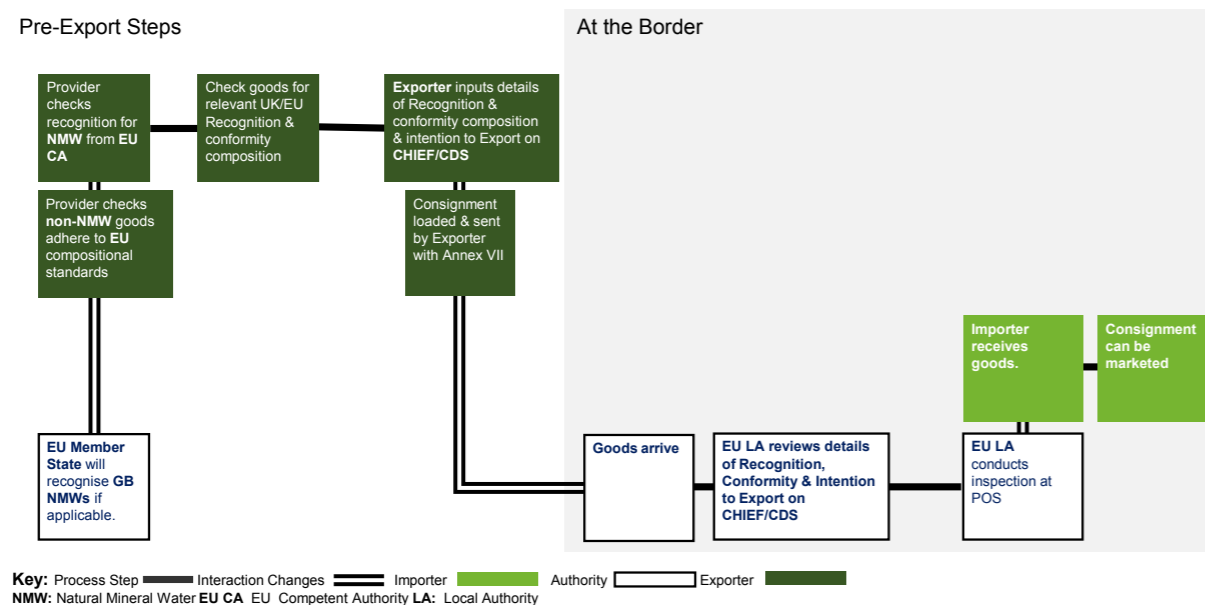 Pre-Export Steps
At the Border
Provider
checks
recognition for
NMW from EU
CA
Check goods for
relevant UK/EU
Recognition &
conformity
composition
Exporter inputs details
of Recognition &
conformity composition
& intention to Export on
CHIEF/CDS
Provider checks
non-NMW goods
adhere to EU
compositional
standards
Consignment
loaded & sent
by Exporter
with Annex VII
Importer
receives
goods.
Consignment
can be
marketed
EU Member
State will
recognise GB
NMWs if
applicable.
Goods arrive
EU LA reviews details
of Recognition,
Conformity & Intention
to Export on
CHIEF/CDS
EU LA
conducts
inspection at
POS
Key: Process Step Interaction Changes Importer Authority Exporter
NMW: Natural Mineral Water EU CA EU Competent Authority LA: Local Authority